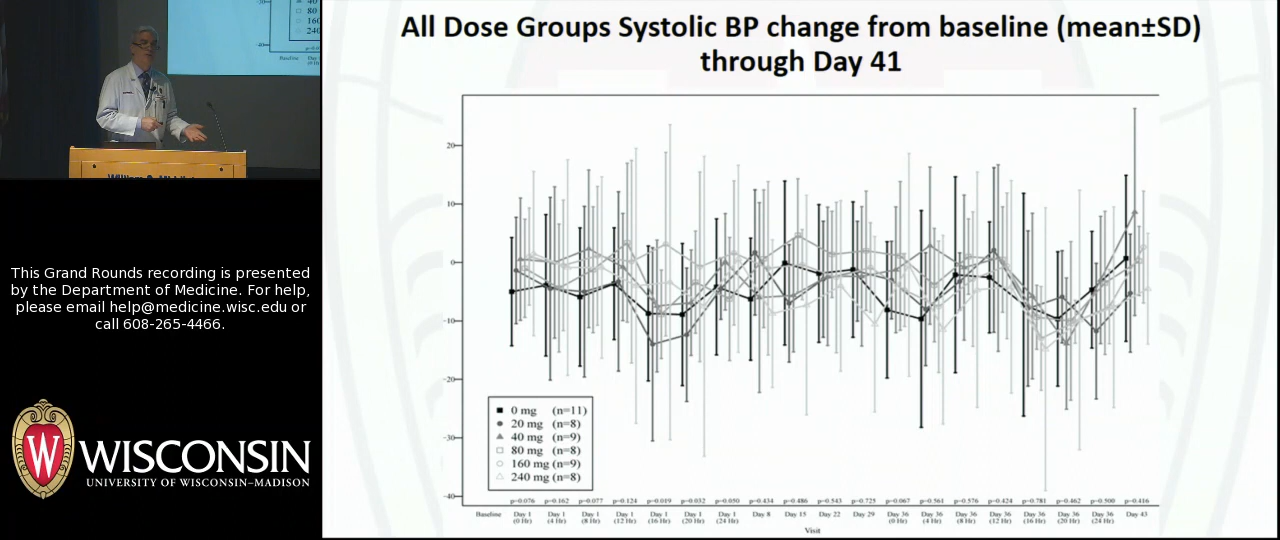 All Dose Groups Systolic BP change from baseline (mean±SD)
through Day 41
20
10
0
-10
-20
-30
-40
0 mg (n=11)
20 mg (n=8)
40 mg (n=9)
80 mg (n=8)
160 mg (n=9)
240 mg (n=8)
p=0.076 p=0.162 p=0.077 p=0.124 p=0.019 p=0.032 p=0.050 p=0.434 p=0.486 p=0.543 p=0.725 p=0.067 p=0.561 p=0.576 p=0.424 p=0.781 p=0.462 p=0.500 p=0.416
Baseline Day 1 Day 1 Day 1 Day 1 Day 1 Day 1 Day 1 Day 8 Day 15 Day 22 Day 29 Day 36 Day 36 Day 36 Day 36 Day 36 Day 36 Day 36 Day 43
(0 Hr) (4 Hr) (8 Hr) (12 Hr) (16 Hr) (20 Hr) (24 Hr) (0 Hr) (4 Hr) (8 Hr) (12 Hr) (16 Hr) (20 Hr) (24 Hr)
Visit
This Grand Rounds recording is presented
by the Department of Medicine. For help,
please email help@medicine.wisc.edu or
call 608-265-4466.
W
WISCONSIN
UNIVERSITY OF WISCONSIN–MADISON
160
240
-40
Baseline